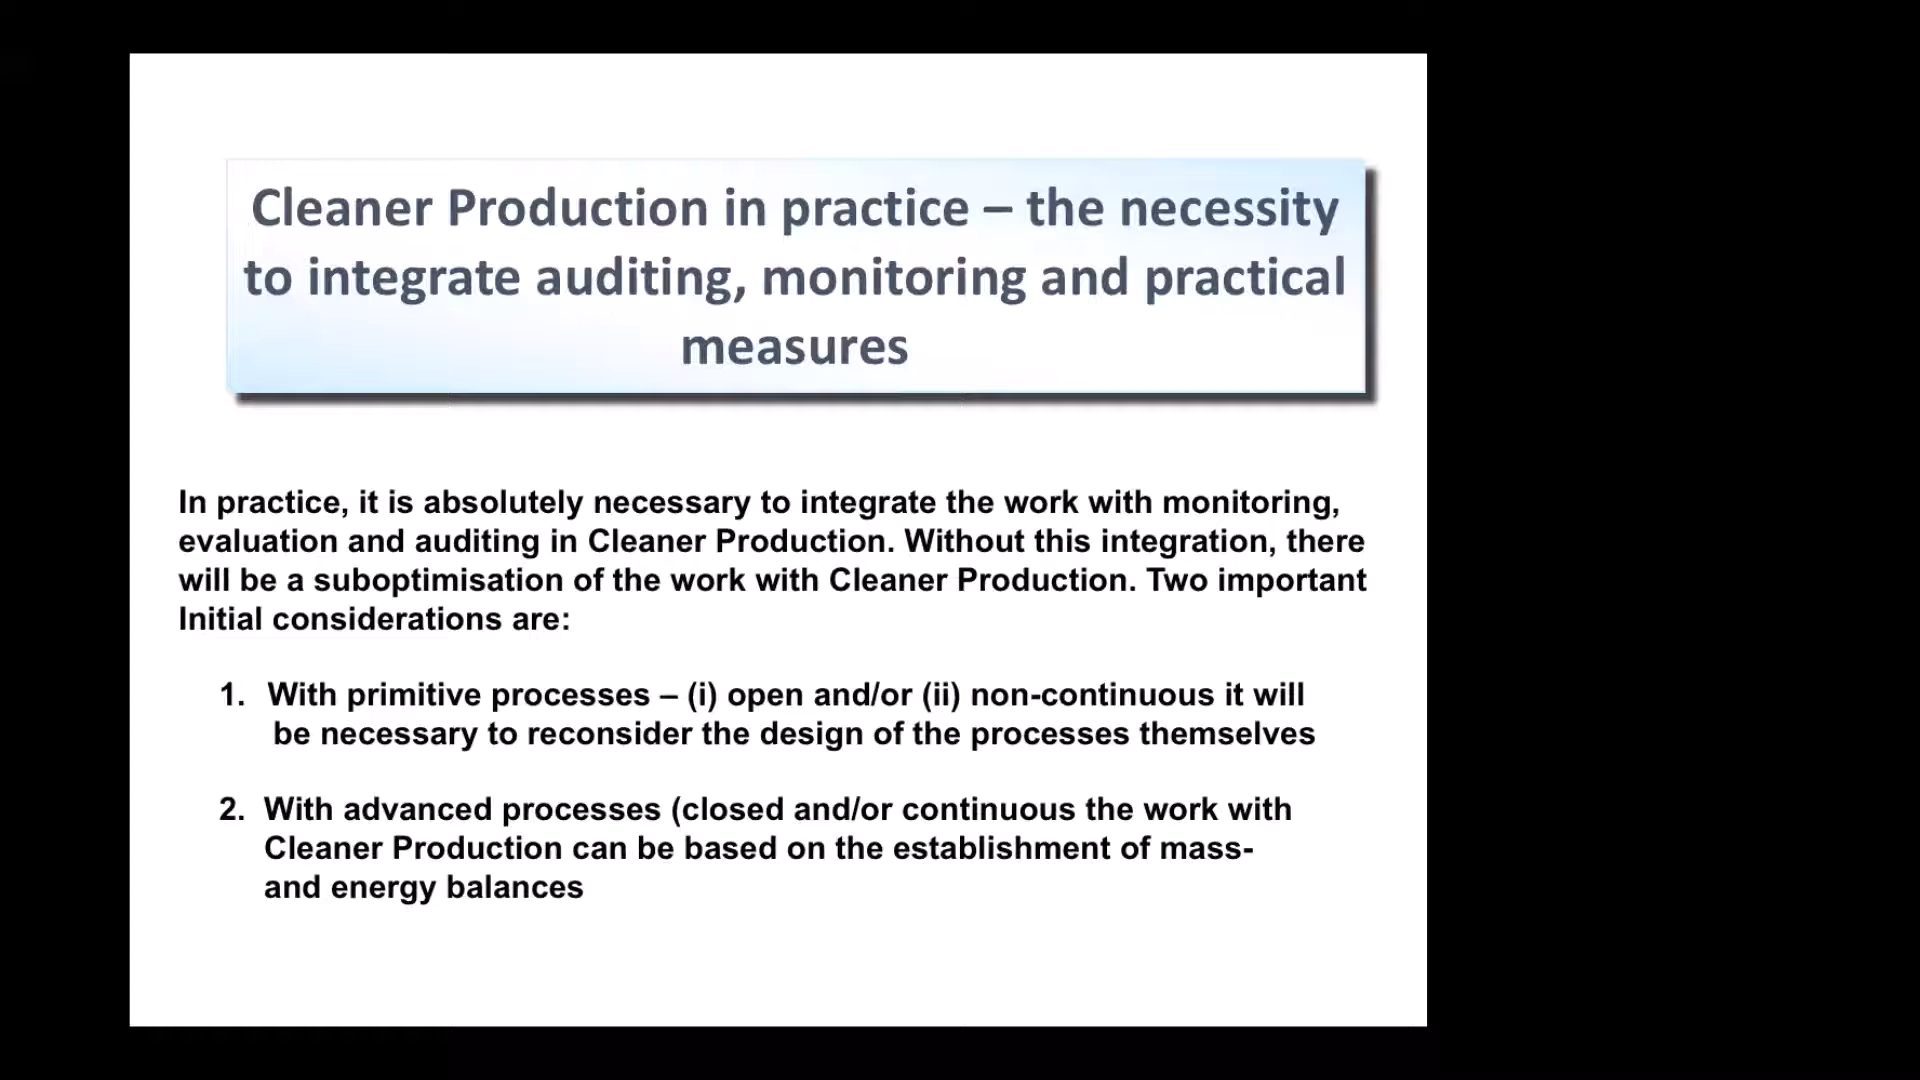 Cleaner Production in practice – the necessity
to integrate auditing, monitoring and practical
measures
In practice, it is absolutely necessary to integrate the work with monitoring,
evaluation and auditing in Cleaner Production. Without this integration, there
will be a suboptimisation of the work with Cleaner Production. Two important
Initial considerations are:
1. With primitive processes – (i) open and/or (ii) non-continuous it will
be necessary to reconsider the design of the processes themselves
2. With advanced processes (closed and/or continuous the work with
Cleaner Production can be based on the establishment of mass-
and energy balances